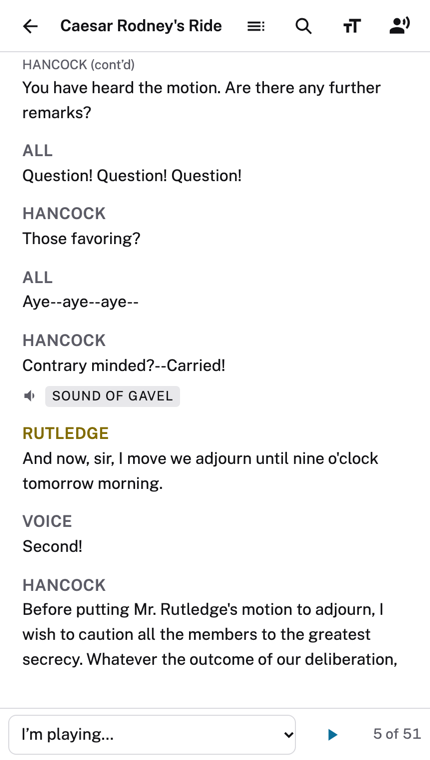 Caesar Rodney's Ride
HANCOCK (cont'd)
You have heard the motion. Are there any further
remarks?
ALL
Question! Question! Question!
HANCOCK
Those favoring?
ALL
Aye--aye--aye--
HANCOCK
Contrary minded?--Carried!
SOUND OF GAVEL
RUTLEDGE
And now, sir, I move we adjourn until nine o'clock
tomorrow morning.
VOICE
Second!
HANCOCK
Before putting Mr. Rutledge's motion to adjourn, I
wish to caution all the members to the greatest
secrecy. Whatever the outcome of our deliberation,
I'm playing...
5 of 51